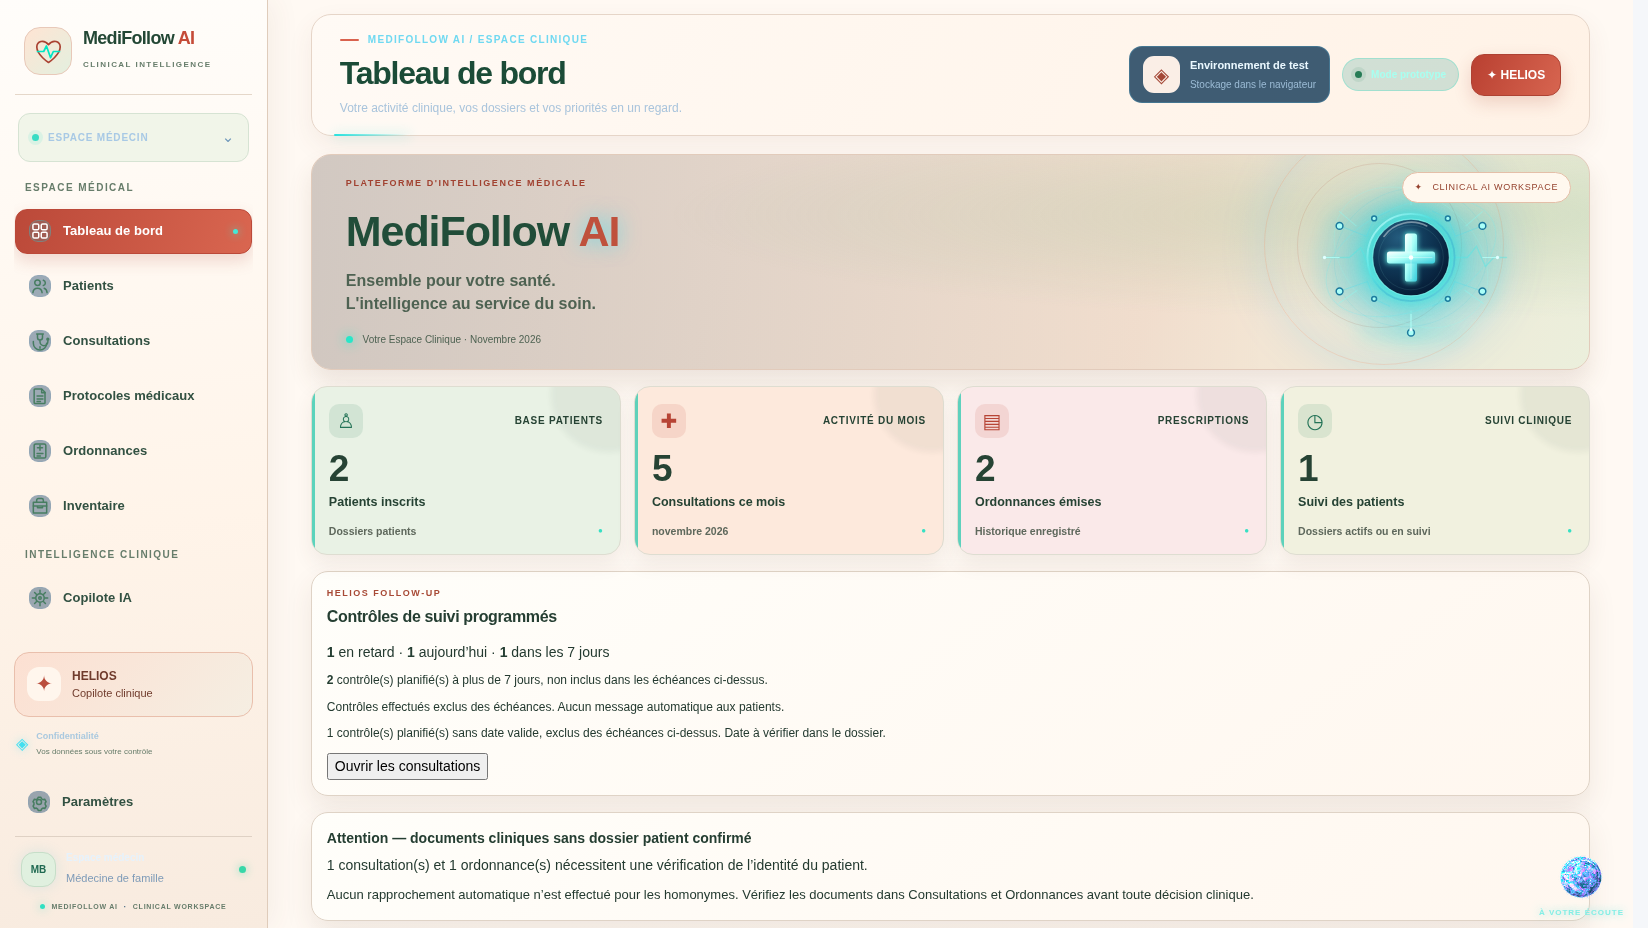 MediFollow AI
CLINICAL INTELLIGENCE
ESPACE MÉDECIN
ESPACE MÉDICAL
Tableau de bord
Patients
Consultations
Protocoles médicaux
Ordonnances
Inventaire
INTELLIGENCE CLINIQUE
Copilote IA
HELIOS
Copilote clinique
Confidentialité
Vos données sous votre contrôle
Paramètres
MB
Médecine de famille
MEDIFOLLOW AI · CLINICAL WORKSPACE
MEDIFOLLOW AI / ESPACE CLINIQUE
Tableau de bord
Votre activité clinique, vos dossiers et vos priorités en un regard.
Environnement de test
Stockage dans le navigateur
Mode prototype
HELIOS
PLATEFORME D'INTELLIGENCE MÉDICALE
MediFollow AI
Ensemble pour votre santé.
L'intelligence au service du soin.
Votre Espace Clinique · Novembre 2026
CLINICAL AI WORKSPACE
BASE PATIENTS
2
Patients inscrits
Dossiers patients
ACTIVITÉ DU MOIS
5
Consultations ce mois
novembre 2026
PRESCRIPTIONS
2
Ordonnances émises
Historique enregistré
SUIVI CLINIQUE
1
Suivi des patients
Dossiers actifs ou en suivi
HELIOS FOLLOW-UP
Contrôles de suivi programmés
1 en retard · 1 aujourd’hui · 1 dans les 7 jours
2 contrôle(s) planifié(s) à plus de 7 jours, non inclus dans les échéances ci-dessus.
Contrôles effectués exclus des échéances. Aucun message automatique aux patients.
1 contrôle(s) planifié(s) sans date valide, exclus des échéances ci-dessus. Date à vérifier dans le dossier.
Ouvrir les consultations
Attention — documents cliniques sans dossier patient confirmé
1 consultation(s) et 1 ordonnance(s) nécessitent une vérification de l’identité du patient.
Aucun rapprochement automatique n’est effectué pour les homonymes. Vérifiez les documents dans Consultations et Ordonnances avant toute décision clinique.
À VOTRE ÉCOUTE